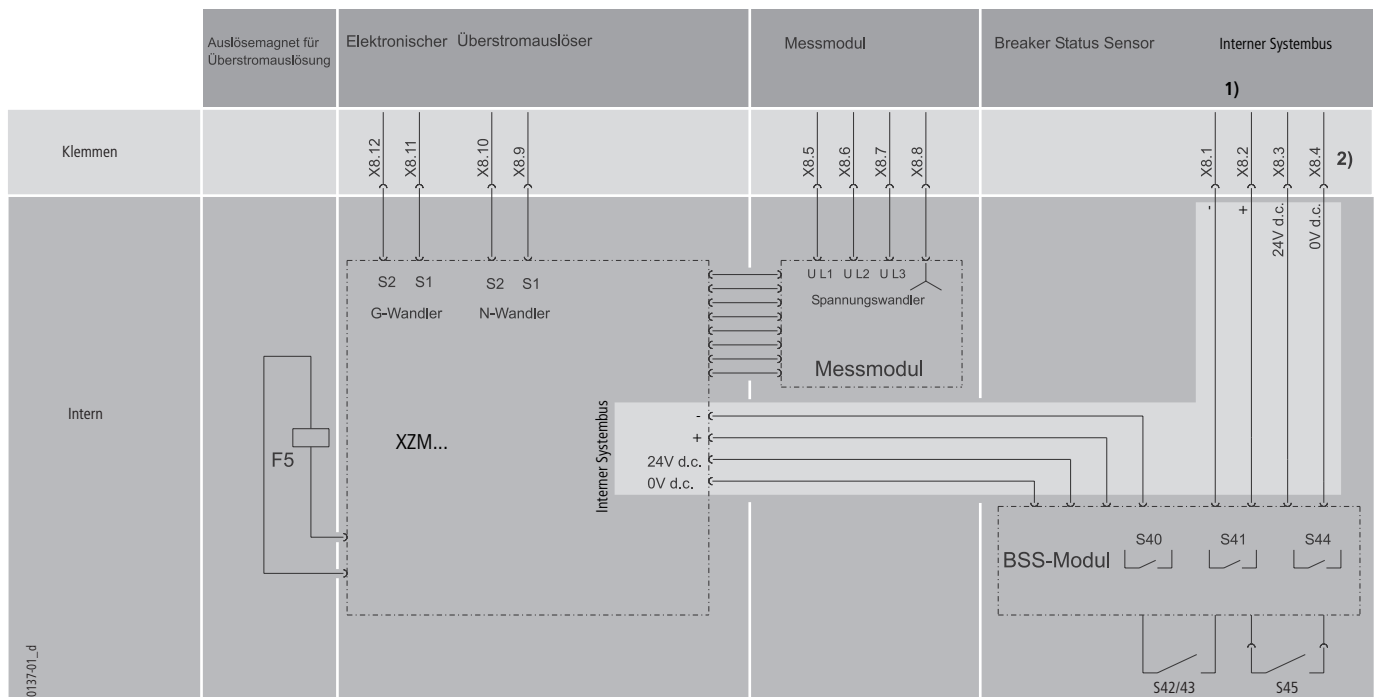 Auslösemagnet für
Überstromauslösung
Elektronischer Überstromauslöser
Messmodul
Breaker Status Sensor
Interner Systembus
1)
Klemmen
X8.12
X8.11
X8.10
X8.9
X8.5
X8.6
X8.7
X8.8
X8.1
X8.2
X8.3
X8.4
2)
-
+
24V d.c.
0V d.c.
S2 S1 S2 S1
G-Wandler N-Wandler
U L1 U L2 U L3
Spannungswandler
Messmodul
Intern
F5
XZM...
Interner Systembus
-
+
24V d.c.
0V d.c.
BSS-Modul
S40
S41
S44
S42/43
S45
0137-01_d